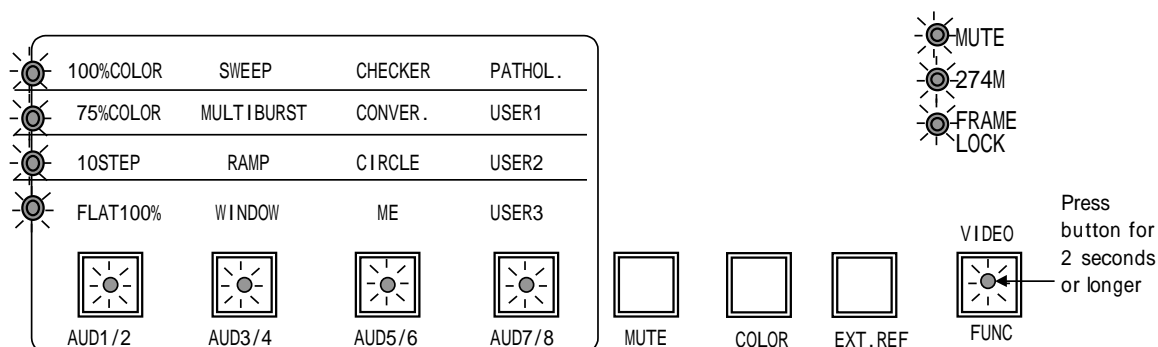 MUTE
274M
FRAME
LOCK
100%COLOR SWEEP CHECKER PATHOL.
75%COLOR MULTIBURST CONVER. USER1
10STEP RAMP CIRCLE USER2
FLAT100% WINDOW ME USER3
VIDEO
Press
button for
2 seconds
or longer
AUD1/2 AUD3/4 AUD5/6 AUD7/8 MUTE COLOR EXT.REF FUNC